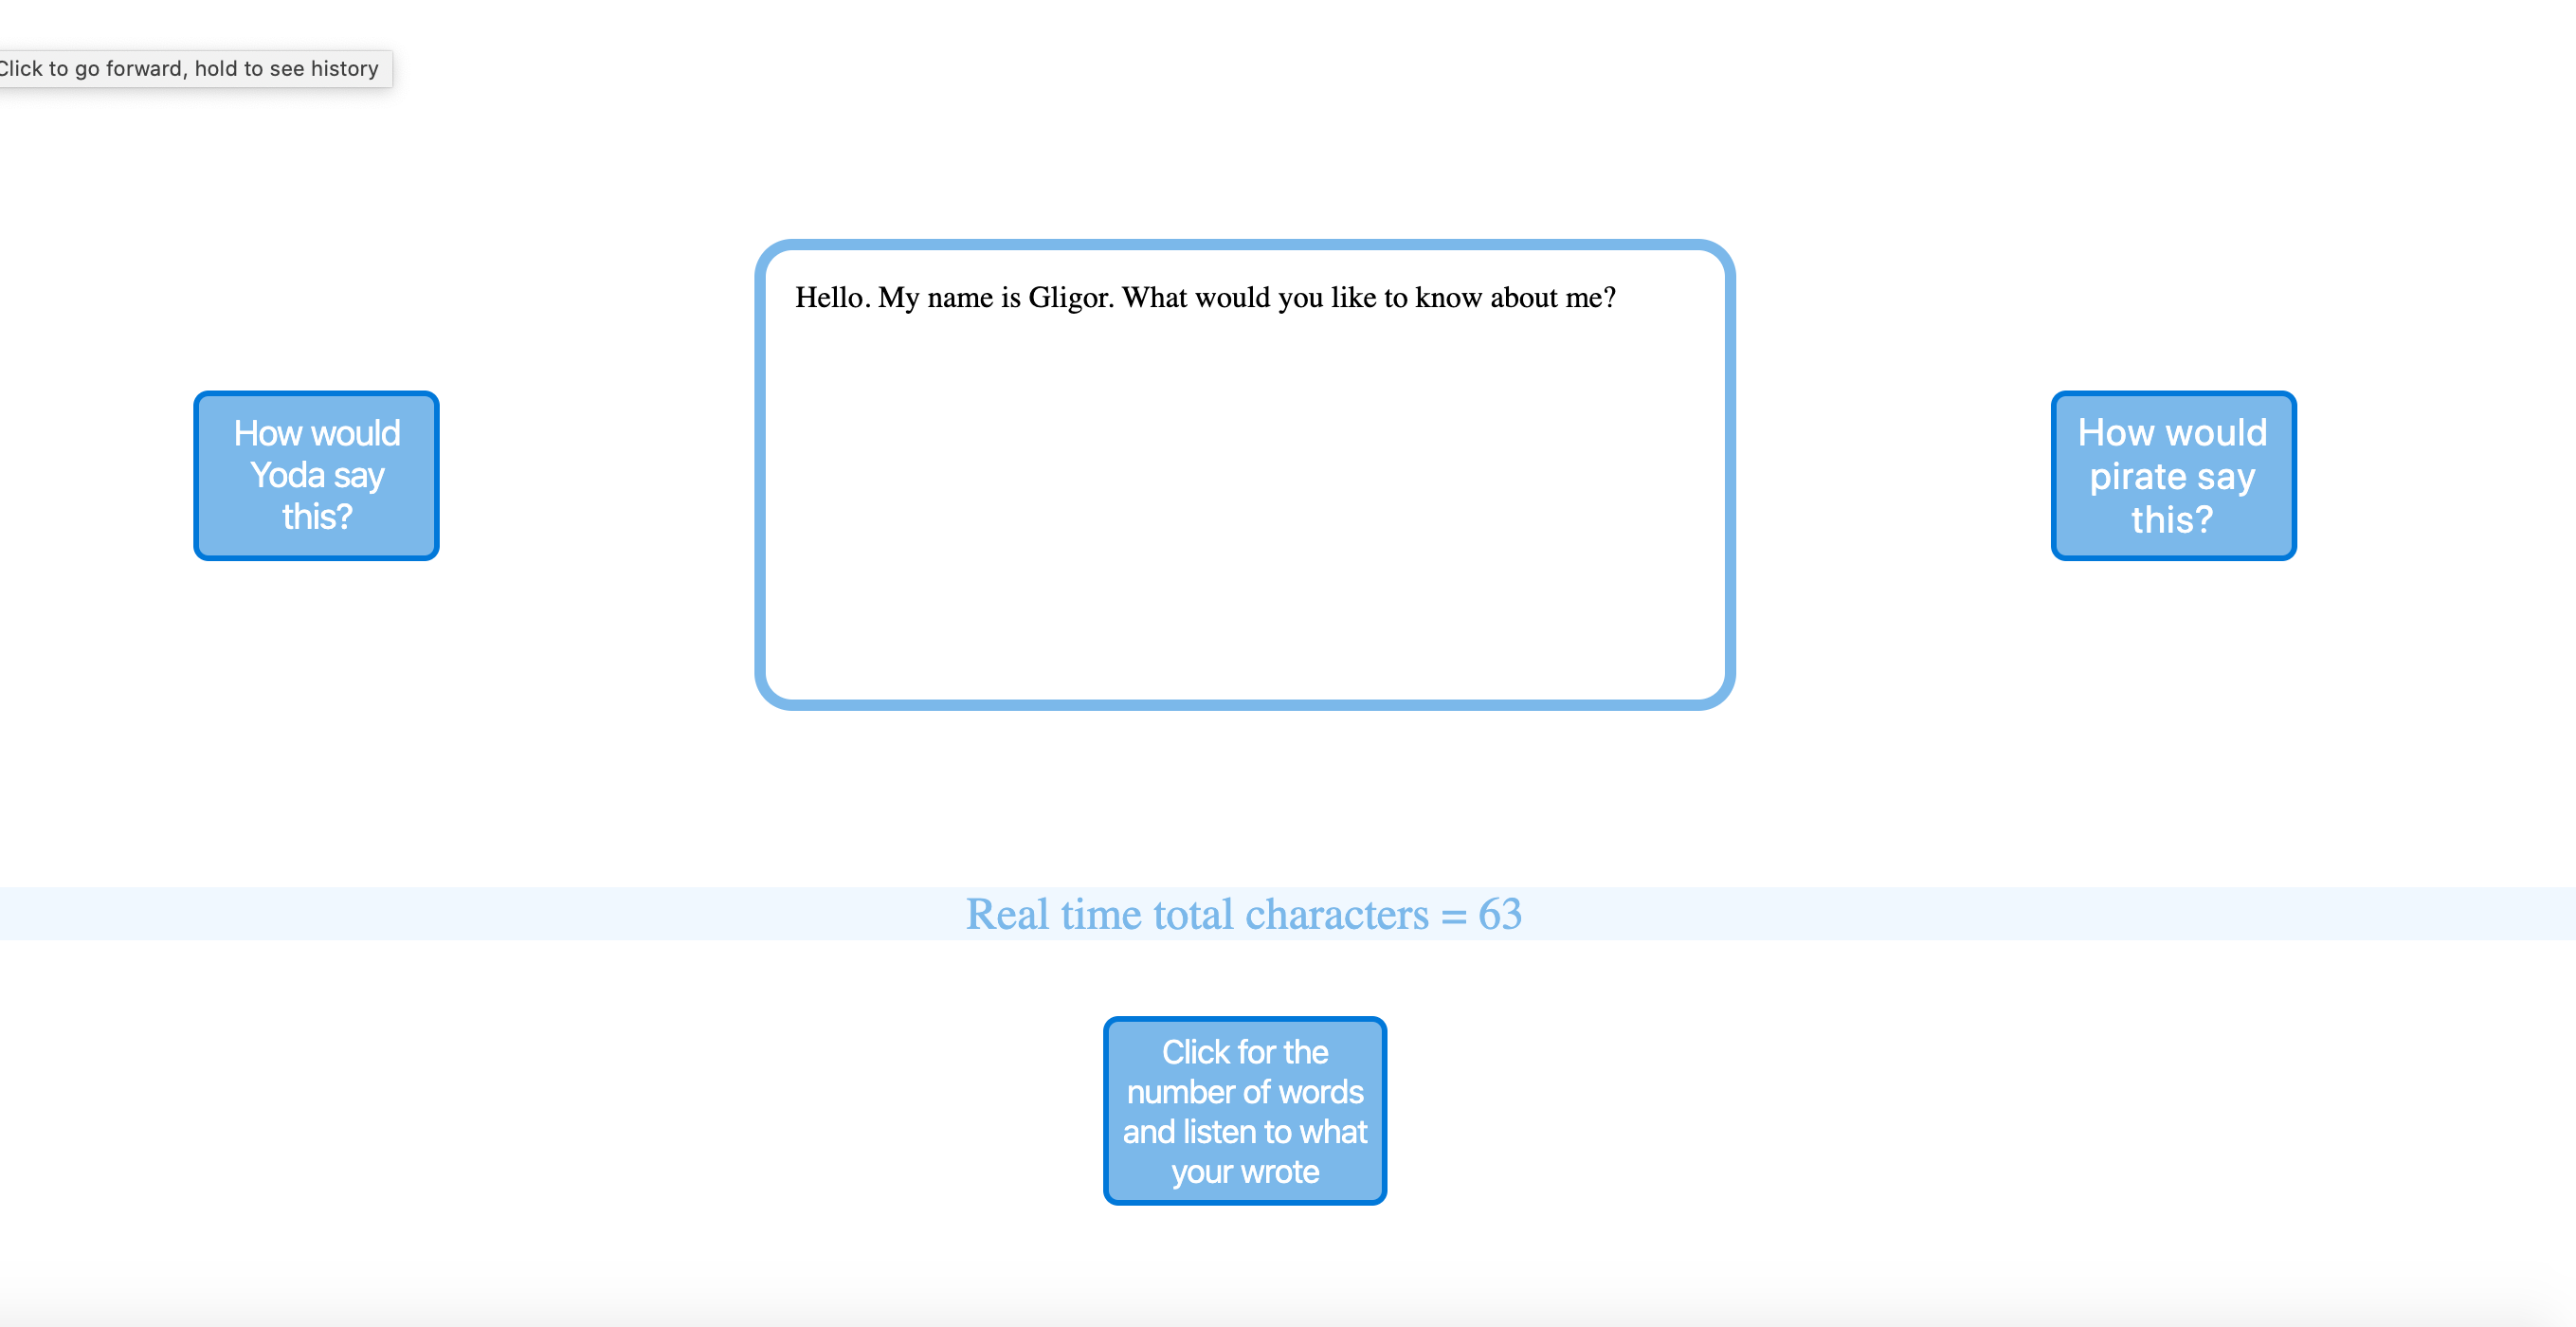 Click to go forward, hold to see history
Hello. My name is Gligor. What would you like to know about me?
How would
Yoda say
this?
How would
pirate say
this?
Real time total characters = 63
Click for the
number of words
and listen to what
your wrote